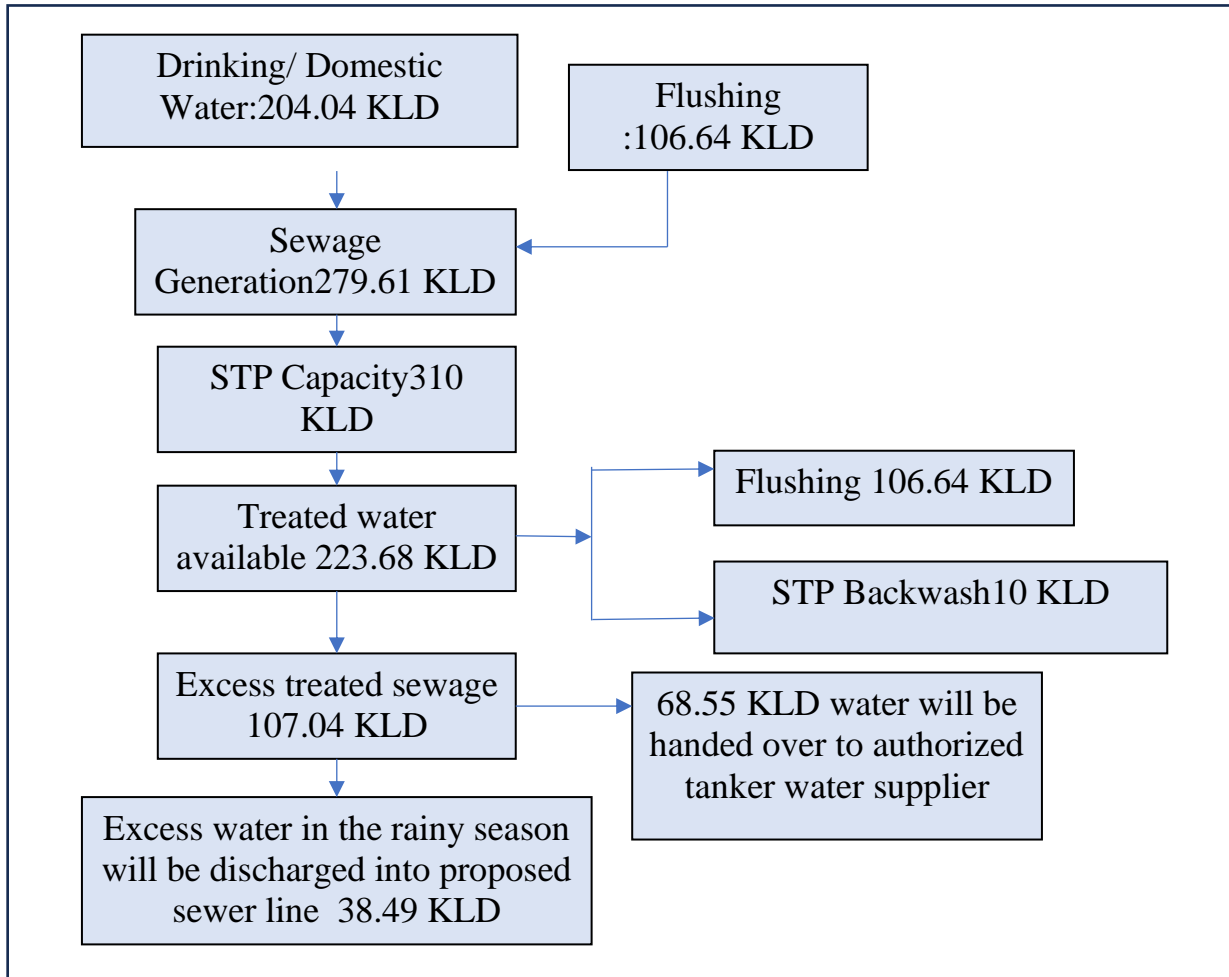 Drinking/ Domestic
Water:204.04 KLD
Flushing
:106.64 KLD
Sewage
Generation279.61 KLD
STP Capacity310
KLD
Treated water
available 223.68 KLD
Flushing 106.64 KLD
STP Backwash10 KLD
Excess treated sewage
107.04 KLD
68.55 KLD water will be
handed over to authorized
tanker water supplier
Excess water in the rainy season
will be discharged into proposed
sewer line  38.49 KLD